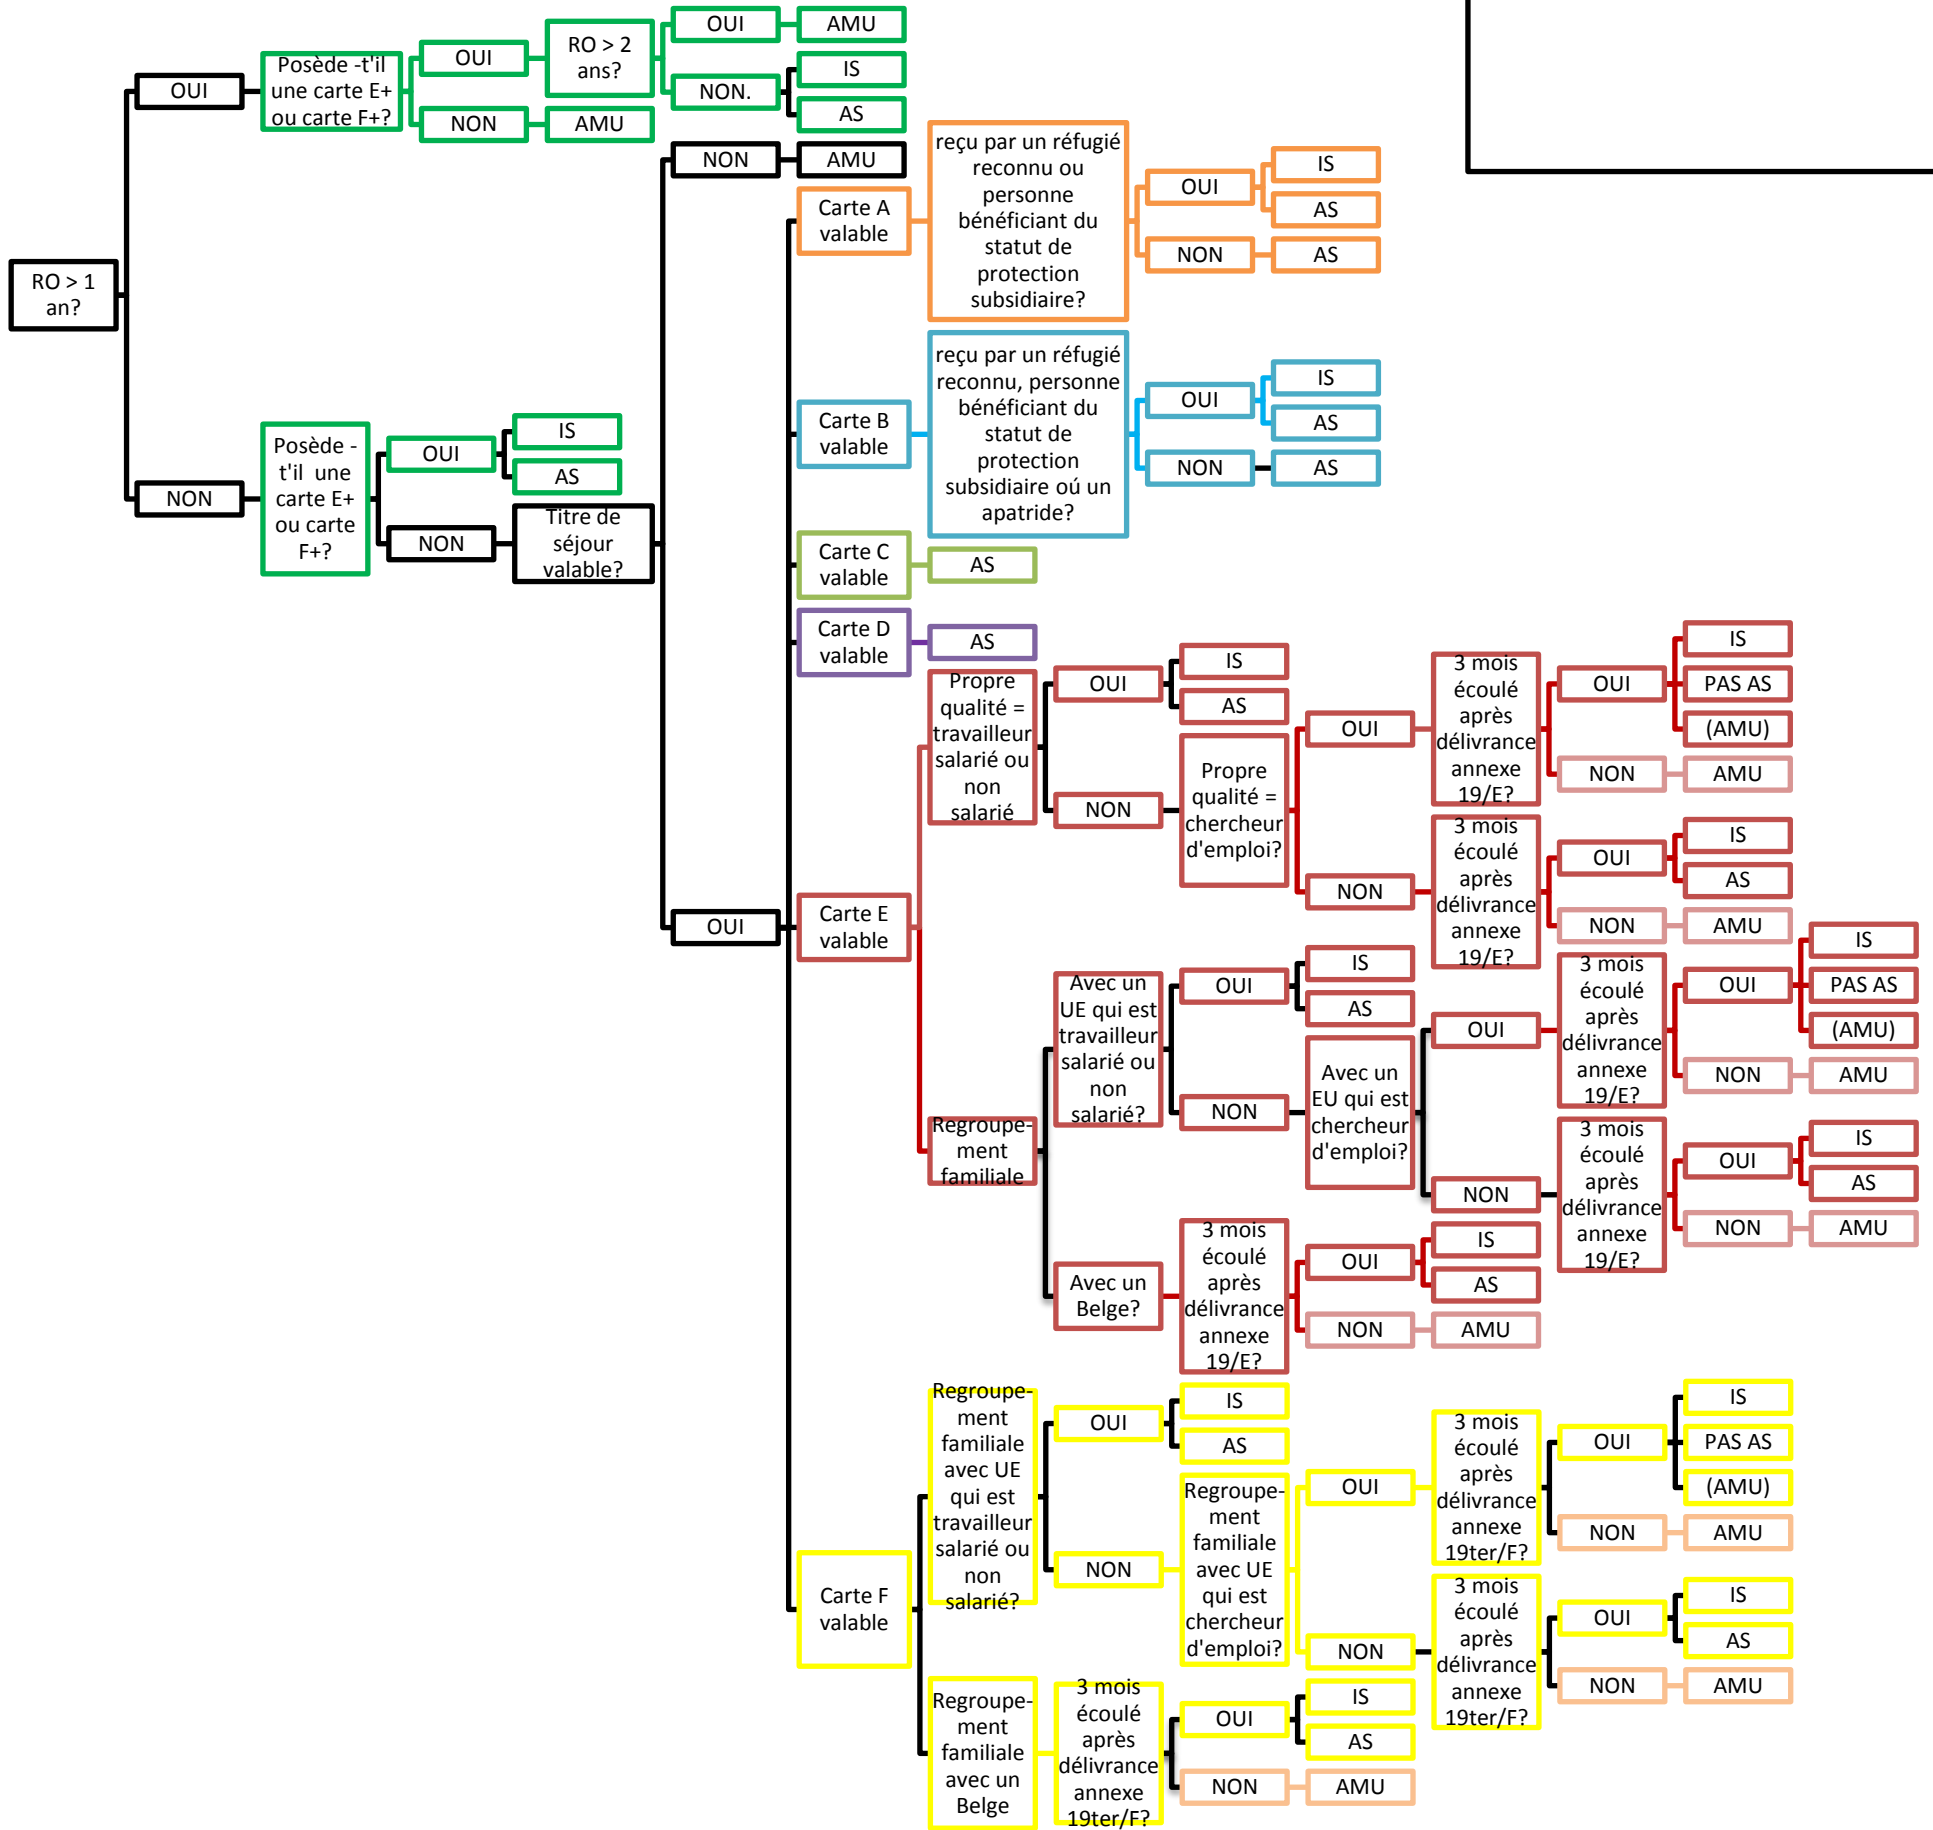 RO > 1
an?
OUI
Posède -t'il
une carte E+
ou carte F+?
OUI
RO > 2
ans?
OUI
AMU
NON.
IS
AS
NON
AMU
NON
Posède -
t'il  une
carte E+
ou carte
F+?
OUI
IS
AS
NON
Titre de
séjour
valable?
NON
AMU
OUI
Carte A
valable
reçu par un réfugié
reconnu ou
personne
bénéficiant du
statut de
protection
subsidiaire?
OUI
IS
AS
NON
AS
Carte B
valable
reçu par un réfugié
reconnu, personne
bénéficiant du
statut de
protection
subsidiaire oú un
apatride?
OUI
IS
AS
NON
AS
Carte C
valable
AS
Carte D
valable
AS
Carte E
valable
Propre
qualité =
travailleur
salarié ou
non
salarié
OUI
IS
AS
NON
Propre
qualité =
chercheur
d'emploi?
OUI
3 mois
écoulé
après
délivrance
annexe
19/E?
OUI
IS
PAS AS
(AMU)
NON
AMU
NON
3 mois
écoulé
après
délivrance
annexe
19/E?
OUI
IS
AS
NON
AMU
Regroupe-
ment
familiale
Avec un
UE qui est
travailleur
salarié ou
non
salarié?
OUI
IS
AS
NON
Avec un
EU qui est
chercheur
d'emploi?
OUI
3 mois
écoulé
après
délivrance
annexe
19/E?
OUI
IS
PAS AS
(AMU)
NON
AMU
NON
3 mois
écoulé
après
délivrance
annexe
19/E?
OUI
IS
AS
NON
AMU
Avec un
Belge?
3 mois
écoulé
après
délivrance
annexe
19/E?
OUI
IS
AS
NON
AMU
Carte F
valable
Regroupe-
ment
familiale
avec UE
qui est
travailleur
salarié ou
non
salarié?
OUI
IS
AS
NON
Regroupe-
ment
familiale
avec UE
qui est
chercheur
d'emploi?
OUI
3 mois
écoulé
après
délivrance
annexe
19ter/F?
OUI
IS
PAS AS
(AMU)
NON
AMU
NON
3 mois
écoulé
après
délivrance
annexe
19ter/F?
OUI
IS
AS
NON
AMU
Regroupe-
ment
familiale
avec un
Belge
3 mois
écoulé
après
délivrance
annexe
19ter/F?
OUI
IS
AS
NON
AMU